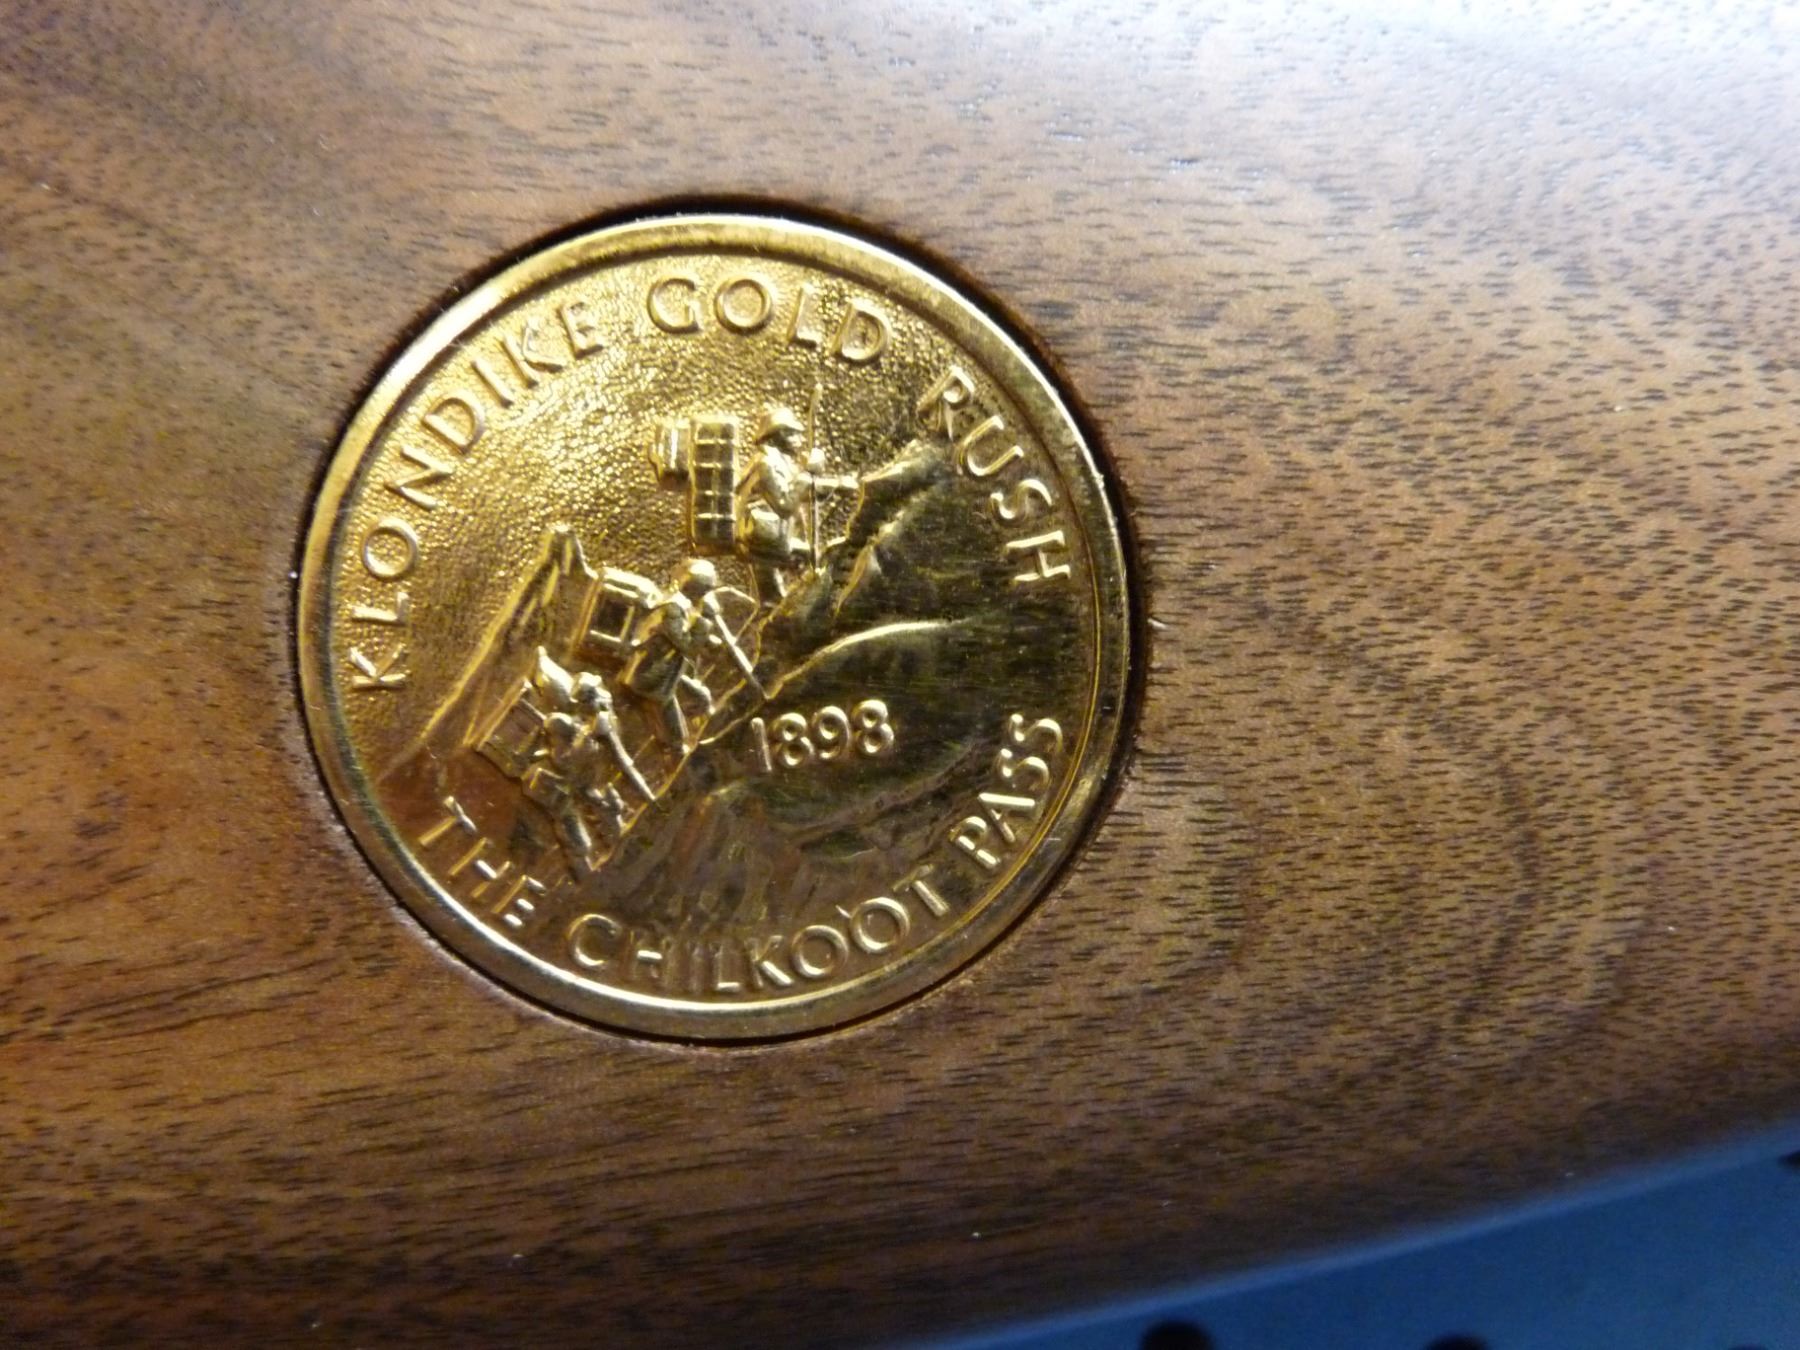 KLONDIKE GOLD RUSH
1898
THE CHILKOOT PASS